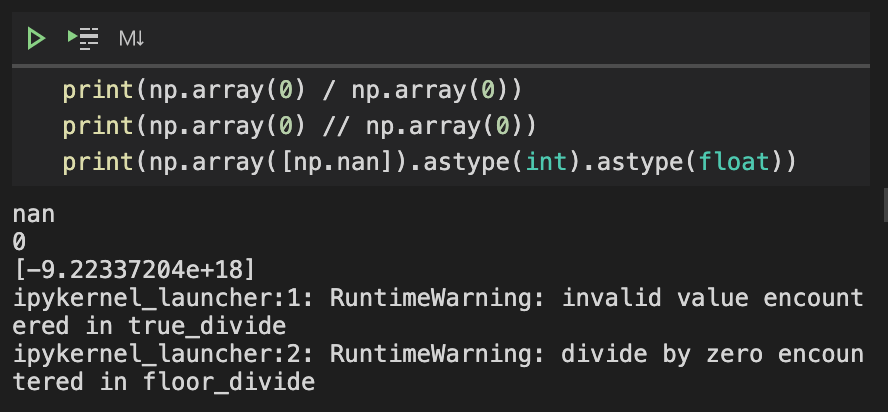 M↓
print(np.array(0) / np.array(0))
print(np.array(0) // np.array(0))
print(np.array([np.nan]).astype(int).astype(float))
nan
0
[-9.22337204e+18]
ipykernel_launcher:1: RuntimeWarning: invalid value encount
ered in true_divide
ipykernel_launcher:2: RuntimeWarning: divide by zero encoun
tered in floor_divide